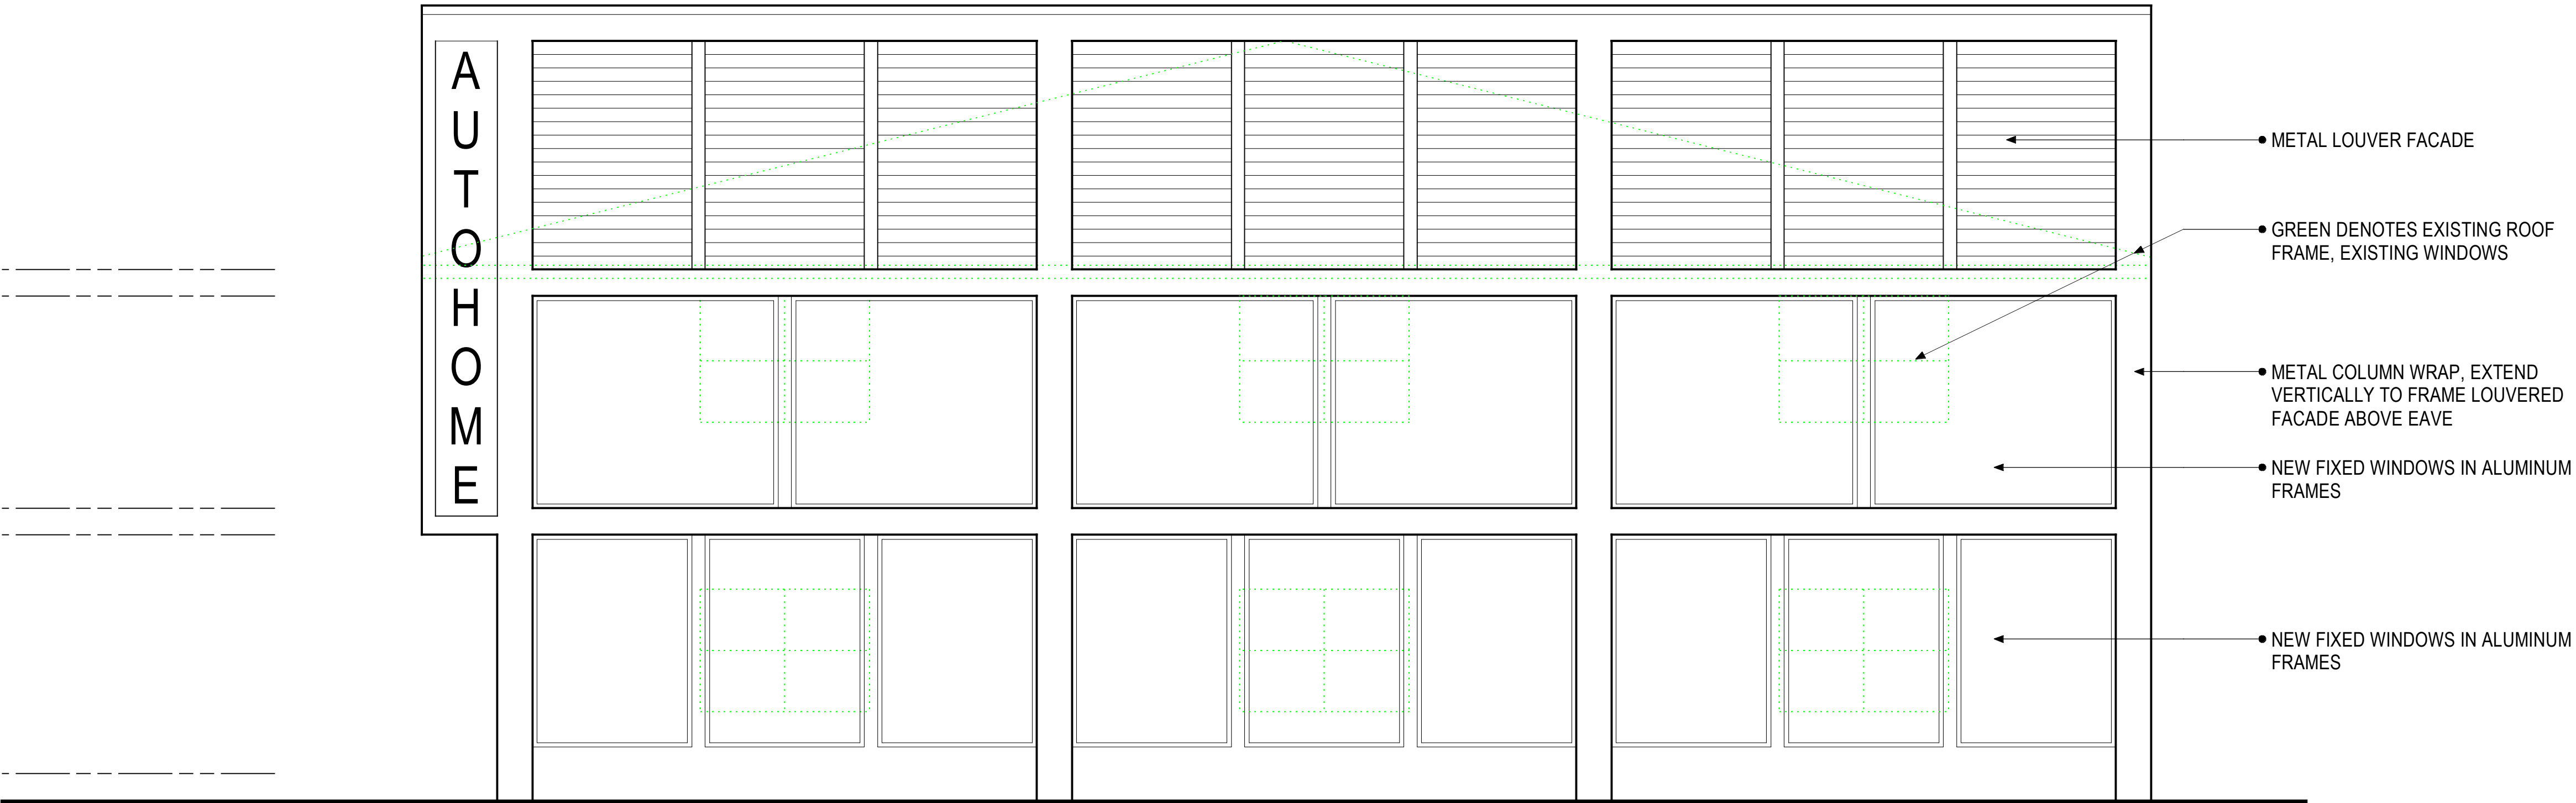 A
U
T
O
H
O
M
E
METAL LOUVER FACADE
GREEN DENOTES EXISTING ROOF
FRAME, EXISTING WINDOWS
METAL COLUMN WRAP, EXTEND
VERTICALLY TO FRAME LOUVERED
FACADE ABOVE EAVE
NEW FIXED WINDOWS IN ALUMINUM
FRAMES
NEW FIXED WINDOWS IN ALUMINUM
FRAMES